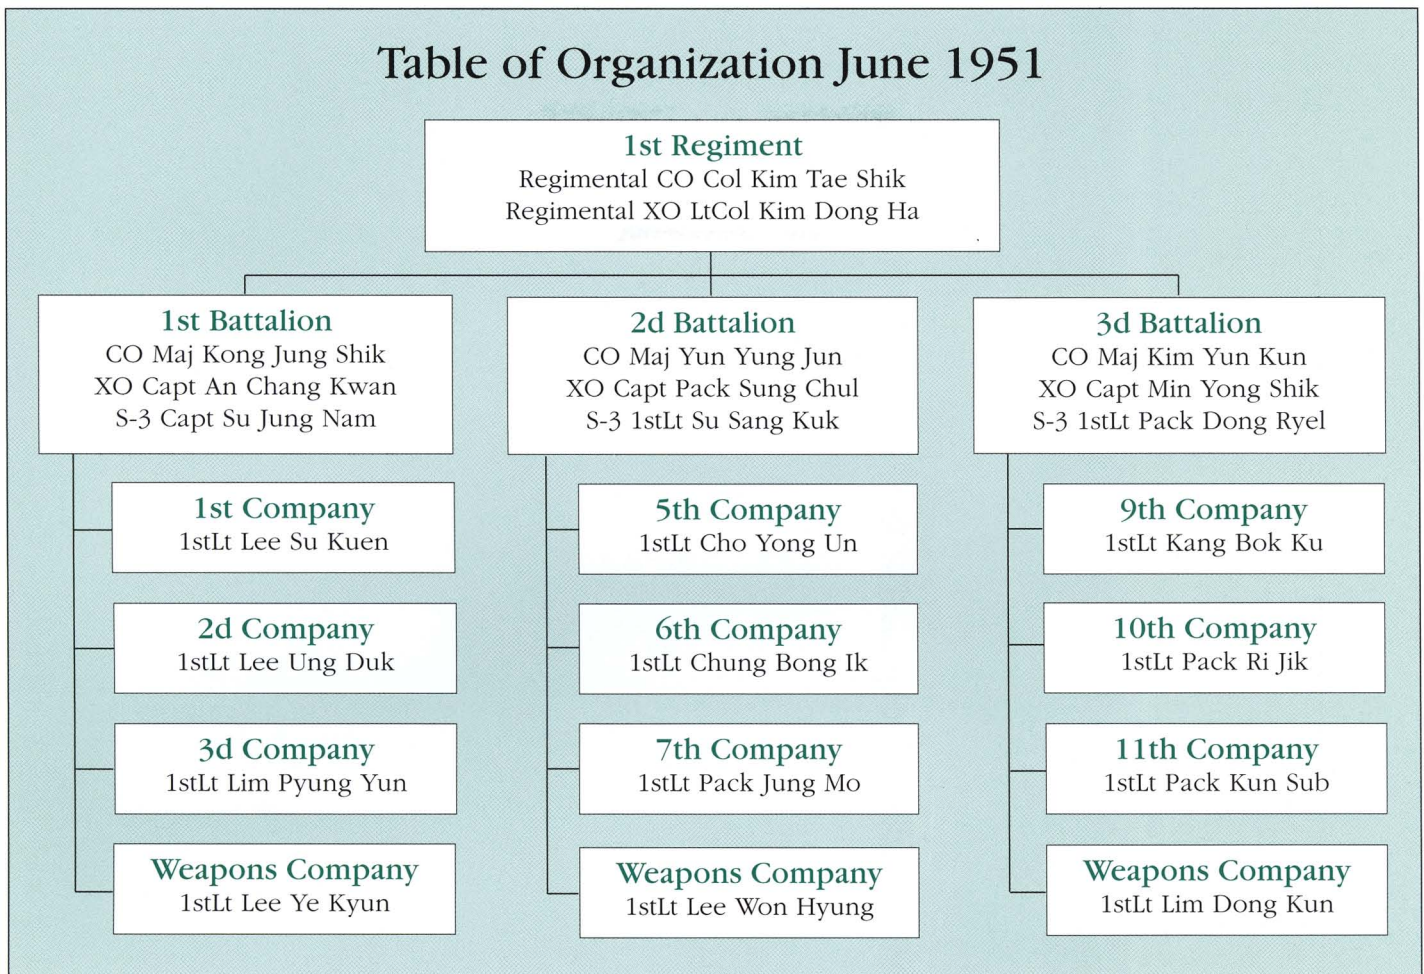 Table of Organization June 1951
1st Regiment
Regimental CO Col Kim Tae Shik
Regimental XO LtCol Kim Dong Ha
1st Battalion
CO Maj Kong Jung Shik
XO Capt An Chang Kwan
S-3 Capt Su Jung Nam
1st Company
1stLt Lee Su Kuen
2d Company
1stLt Lee Ung Duk
3d Company
1stLt Lim Pyung Yun
Weapons Company
1stLt Lee Ye Kyun
2d Battalion
CO Maj Yun Yung Jun
XO Capt Pack Sung Chul
S-3 1stLt Su Sang Kuk
5th Company
1stLt Cho Yong Un
6th Company
1stLt Chung Bong Ik
7th Company
1stLt Pack Jung Mo
Weapons Company
1stLt Lee Won Hyung
3d Battalion
CO Maj Kim Yun Kun
XO Capt Min Yong Shik
S-3 1stLt Pack Dong Ryel
9th Company
1stLt Kang Bok Ku
10th Company
1stLt Pack Ri Jik
11th Company
1stLt Pack Kun Sub
Weapons Company
1stLt Lim Dong Kun